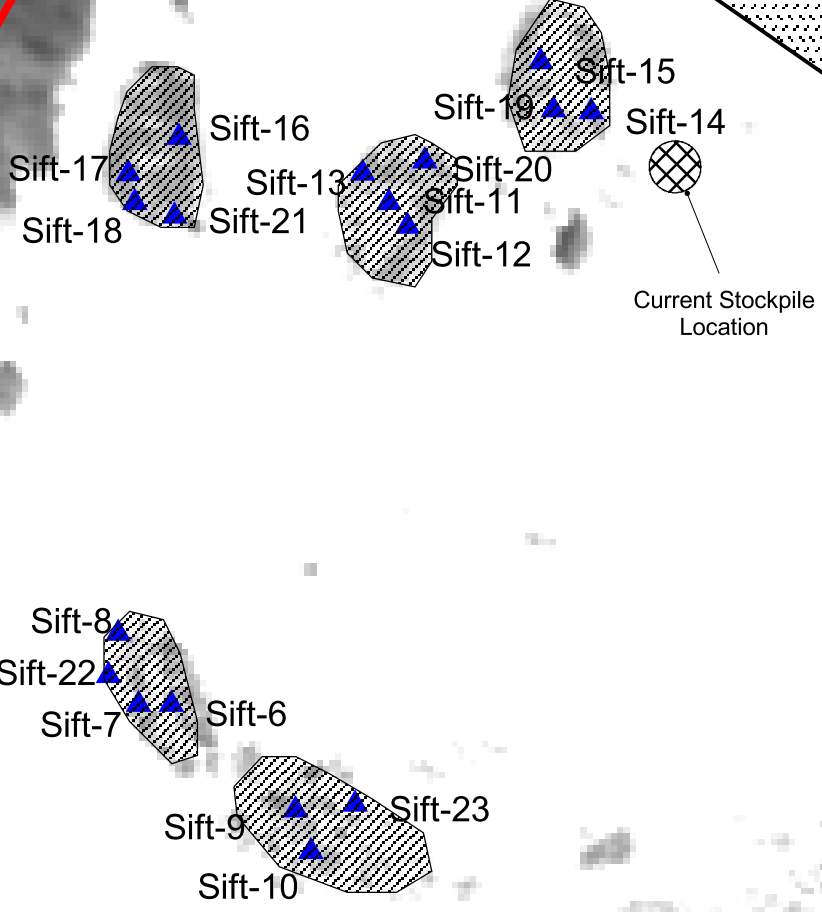 Sift-15
Sift-19
Sift-14
Sift-16
Sift-17
Sift-20
Sift-13
Sift-11
Sift-21
Sift-18
Sift-12
Current Stockpile
Location
Sift-8
Sift-22
Sift-6
Sift-7
Sift-23
Sift-9
Sift-10